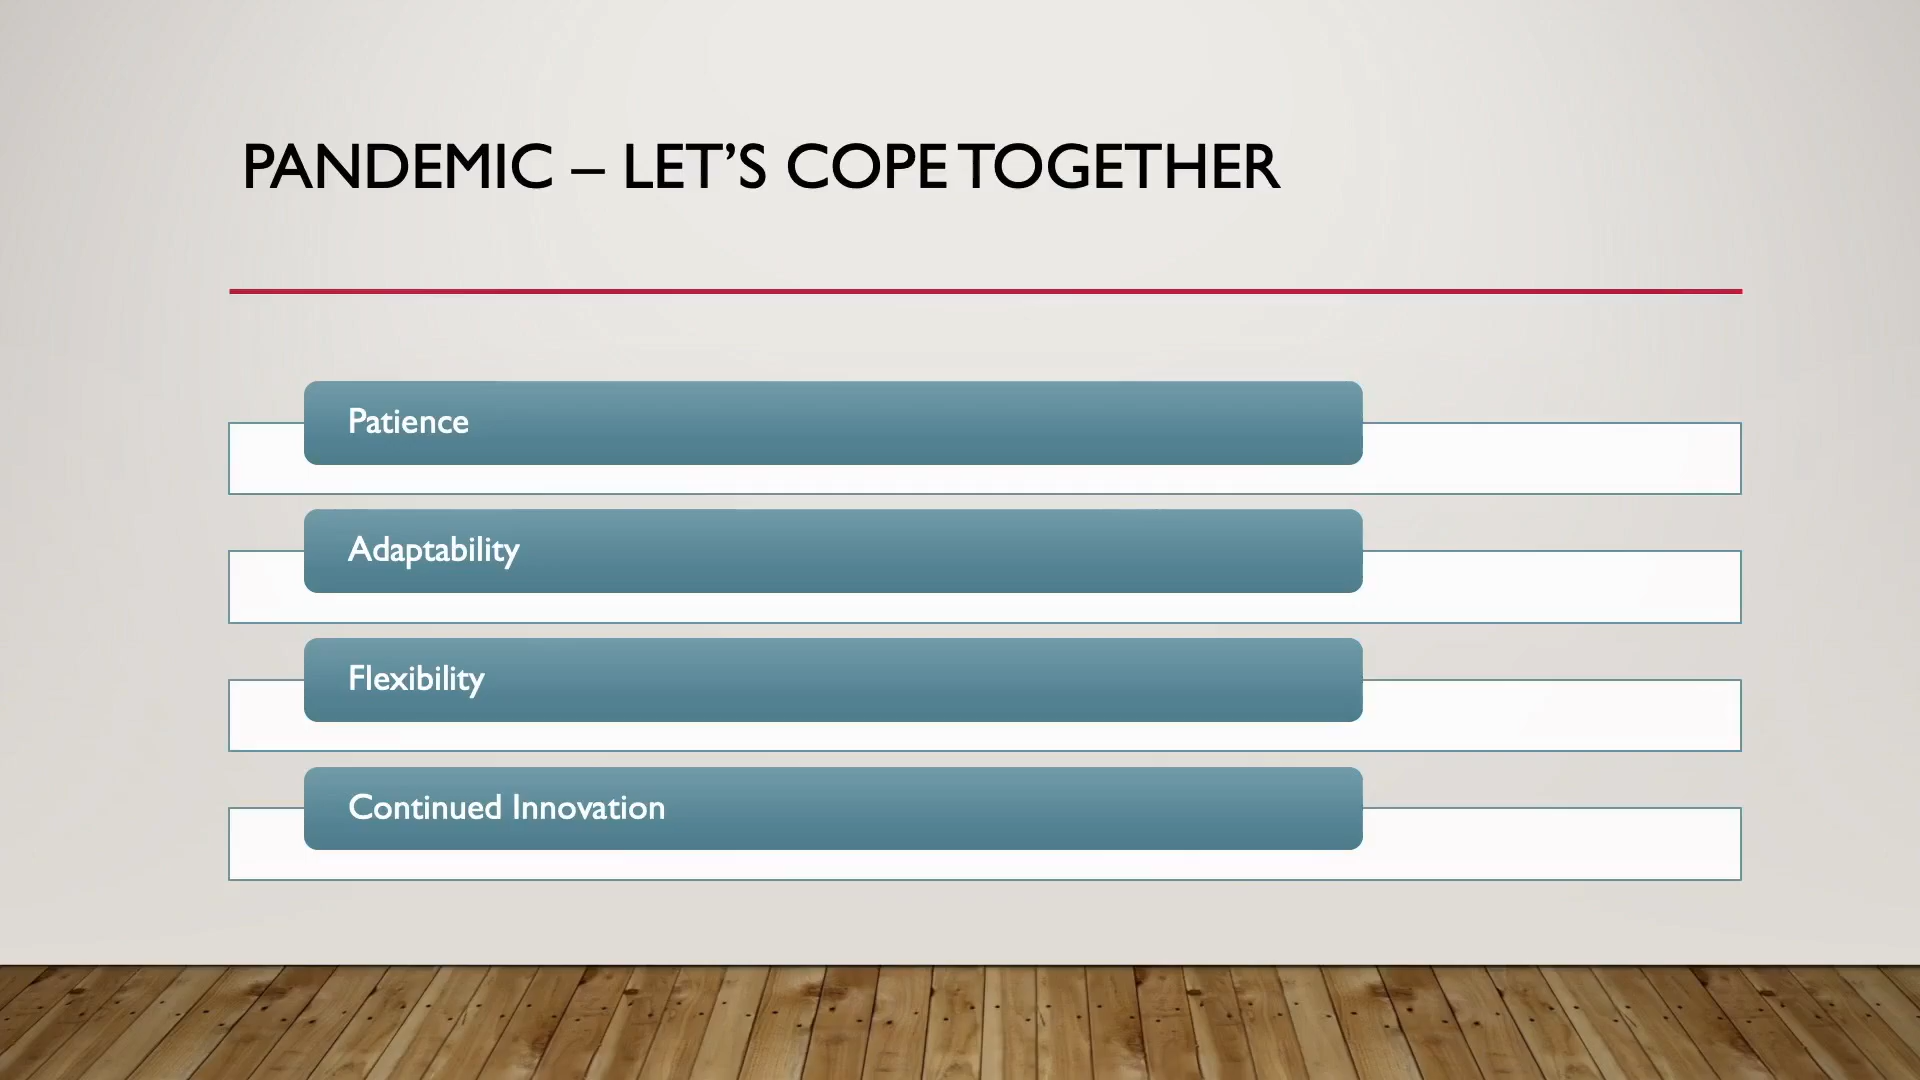 PANDEMIC – LET’S COPE TOGETHER
Patience
Adaptability
Flexibility
Continued Innovation